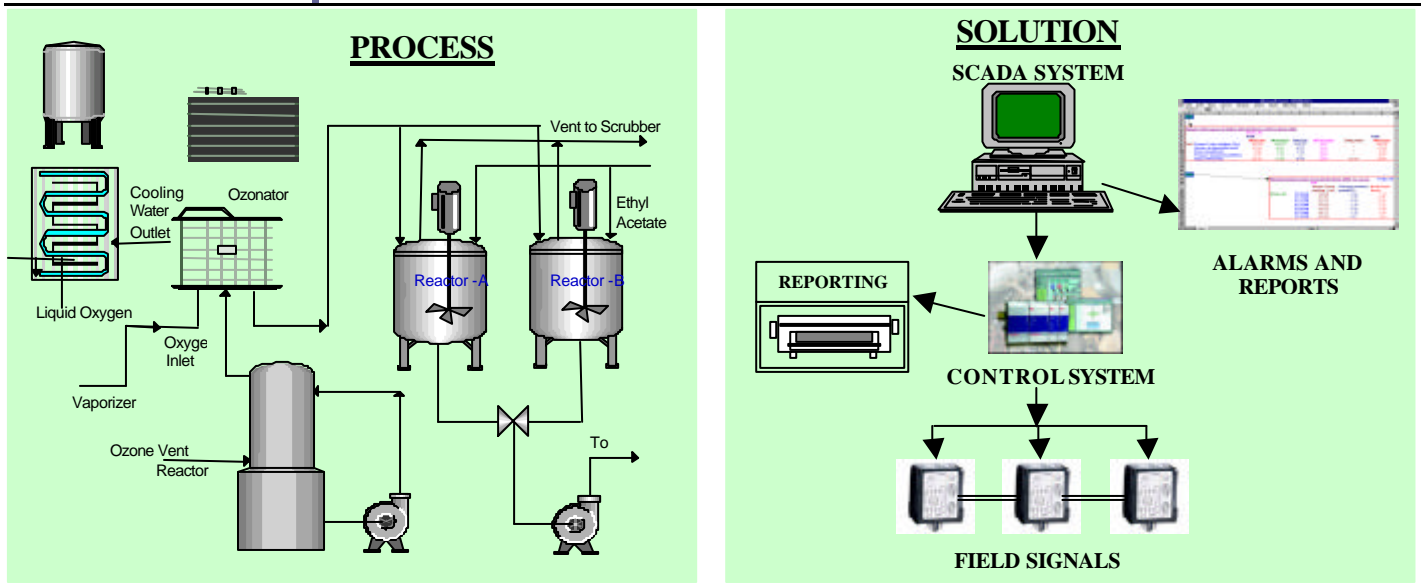 PROCESS
Vent to Scrubber
Cooling
Water
Outlet
Ozonator
Ethyl
Acetate
Reactor -A
Reactor -B
Liquid Oxygen
Oxyge
Inlet
Vaporizer
Ozone Vent
Reactor
To
SOLUTION
SCADA SYSTEM
ALARMS AND
REPORTS
REPORTING
CONTROL SYSTEM
FIELD SIGNALS